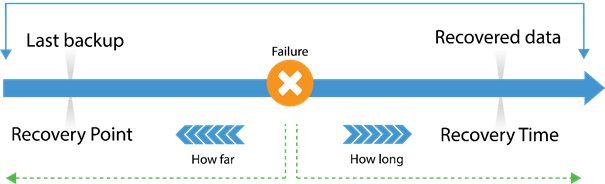 Last backup
Failure
Recovered data
Recovery Point
How far
How long
Recovery Time